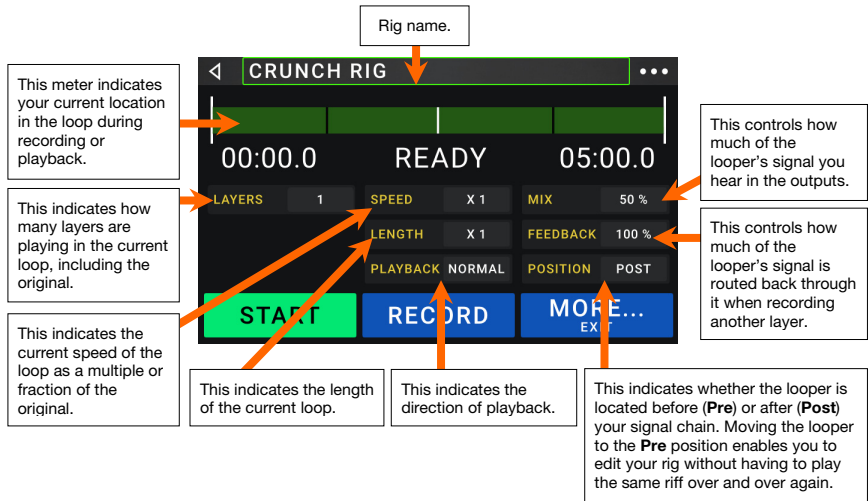 Rig name.
CRUNCH RIG
This meter indicates
your current location
in the loop during
recording or
playback.
00:00.0 READY 05:00.0
This controls how
much of the
looper's signal you
hear in the outputs.
LAYERS 1 SPEED X 1 MIX 50 %
LENGTH X 1 FEEDBACK 100 %
PLAYBACK NORMAL POSITION POST
This indicates how
many layers are
playing in the current
loop, including the
original.
This controls how
much of the
looper's signal is
routed back through
it when recording
another layer.
START RECORD MORE...
EXIT
This indicates the
current speed of the
loop as a multiple or
fraction of the
original.
This indicates the length
of the current loop.
This indicates the
direction of playback.
This indicates whether the looper is
located before (Pre) or after (Post)
your signal chain. Moving the looper
to the Pre position enables you to
edit your rig without having to play
the same riff over and over again.